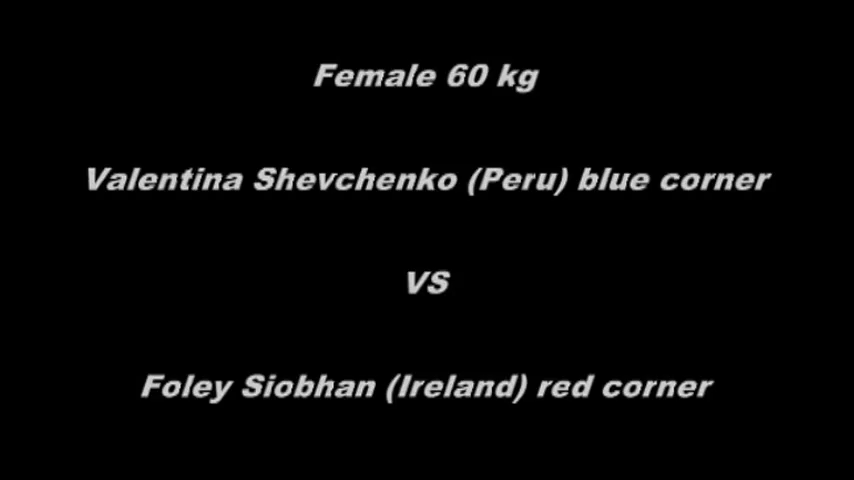 Female 60 kg
Valentina Shevchenko (Peru) blue corner
VS
Foley Siobhan (Ireland) red corner